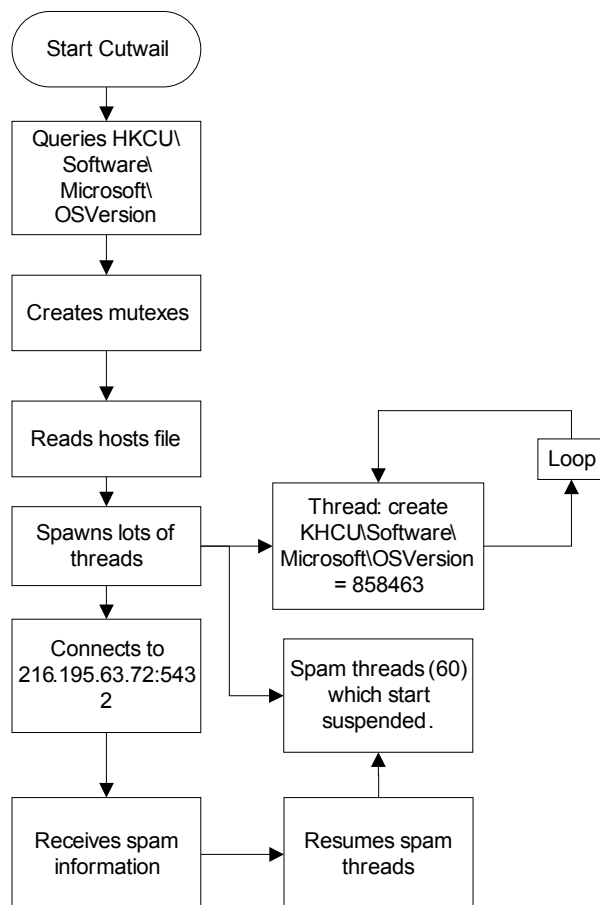 Start Cutwail
Queries HKCU\
Software\
Microsoft\
OSVersion
Creates mutexes
Reads hosts file
Loop
Thread: create
KHCU\Software\
Microsoft\OSVersion
= 858463
Spawns lots of
threads
Connects to
216.195.63.72:543
2
Spam threads (60)
which start
suspended.
Receives spam
information
Resumes spam
threads